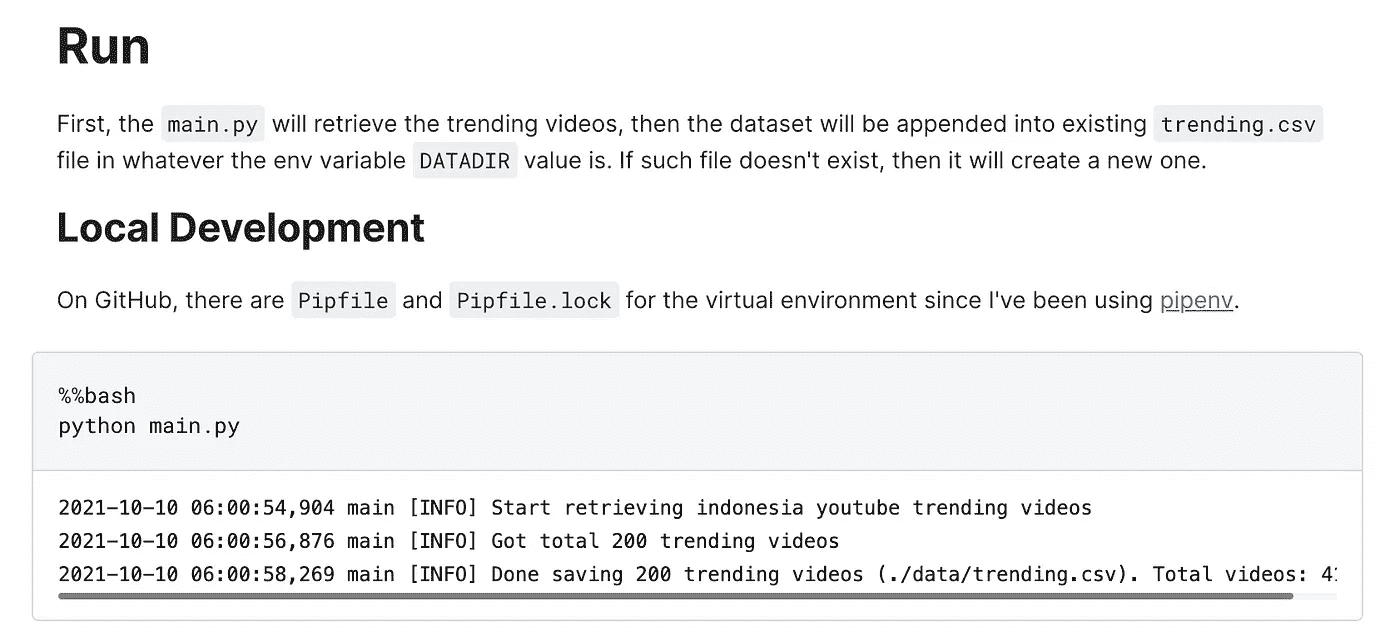 Run
First, the main.py will retrieve the trending videos, then the dataset will be appended into existing trending.csv
file in whatever the env variable DATADIR value is. If such file doesn't exist, then it will create a new one.
Local Development
On GitHub, there are Pipfile and Pipfile.lock for the virtual environment since I've been using pipenv.
%%bash
python main.py
2021-10-10 06:00:54,904 main [INFO] Start retrieving indonesia youtube trending videos
2021-10-10 06:00:56,876 main [INFO] Got total 200 trending videos
2021-10-10 06:00:58,269 main [INFO] Done saving 200 trending videos (./data/trending.csv). Total videos: